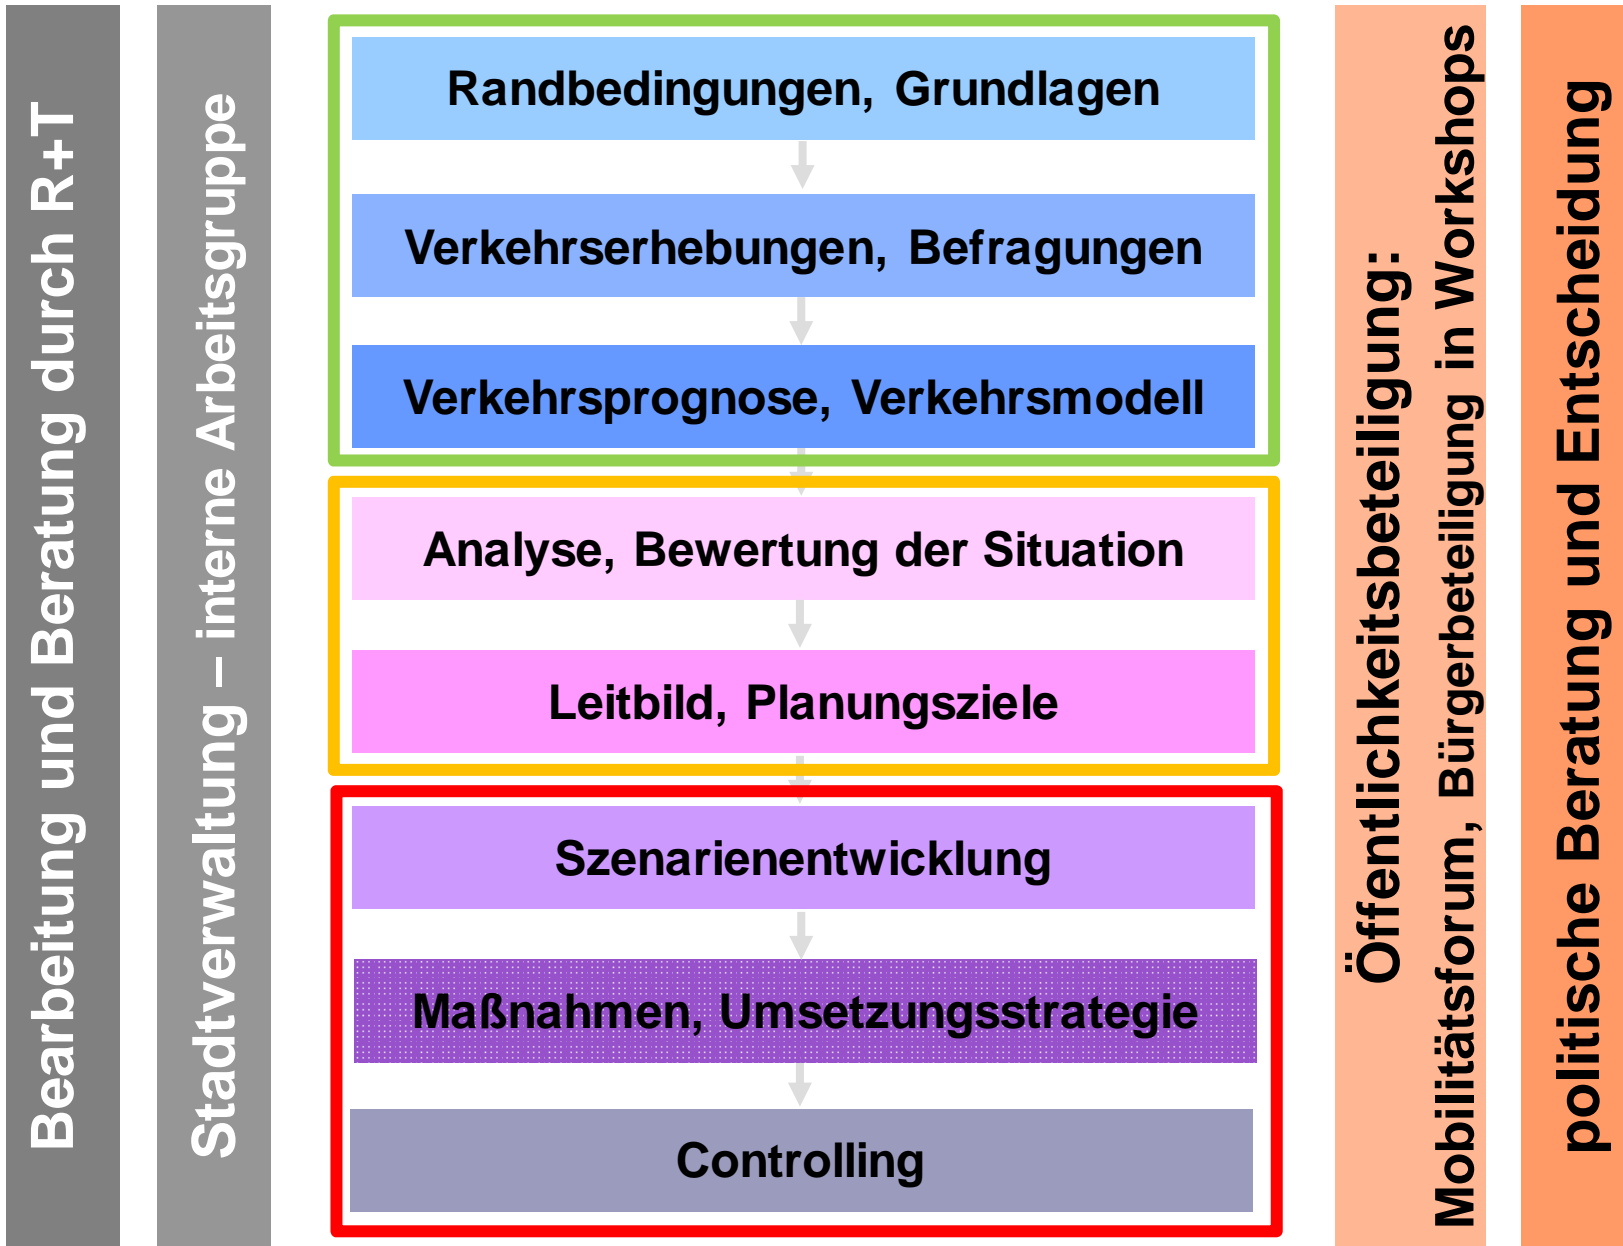 Bearbeitung und Beratung durch R+T
Stadtverwaltung – interne Arbeitsgruppe
Randbedingungen, Grundlagen
Verkehrserhebungen, Befragungen
Verkehrsprognose, Verkehrsmodell
Analyse, Bewertung der Situation
Leitbild, Planungsziele
Szenarienentwicklung
Maßnahmen, Umsetzungsstrategie
Controlling
Öffentlichkeitsbeteiligung:
Mobilitätsforum, Bürgerbeteiligung in Workshops
politische Beratung und Entscheidung